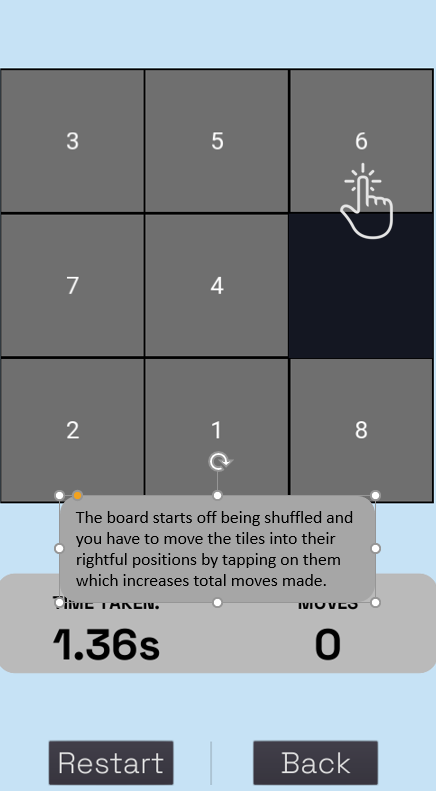 3 5 6
7 4
2 1 8
The board starts off being shuffled and
you have to move the tiles into their
rightful positions by tapping on them
which increases total moves made.
TIME TAKEN: MOVES
1.36s 0
Restart Back